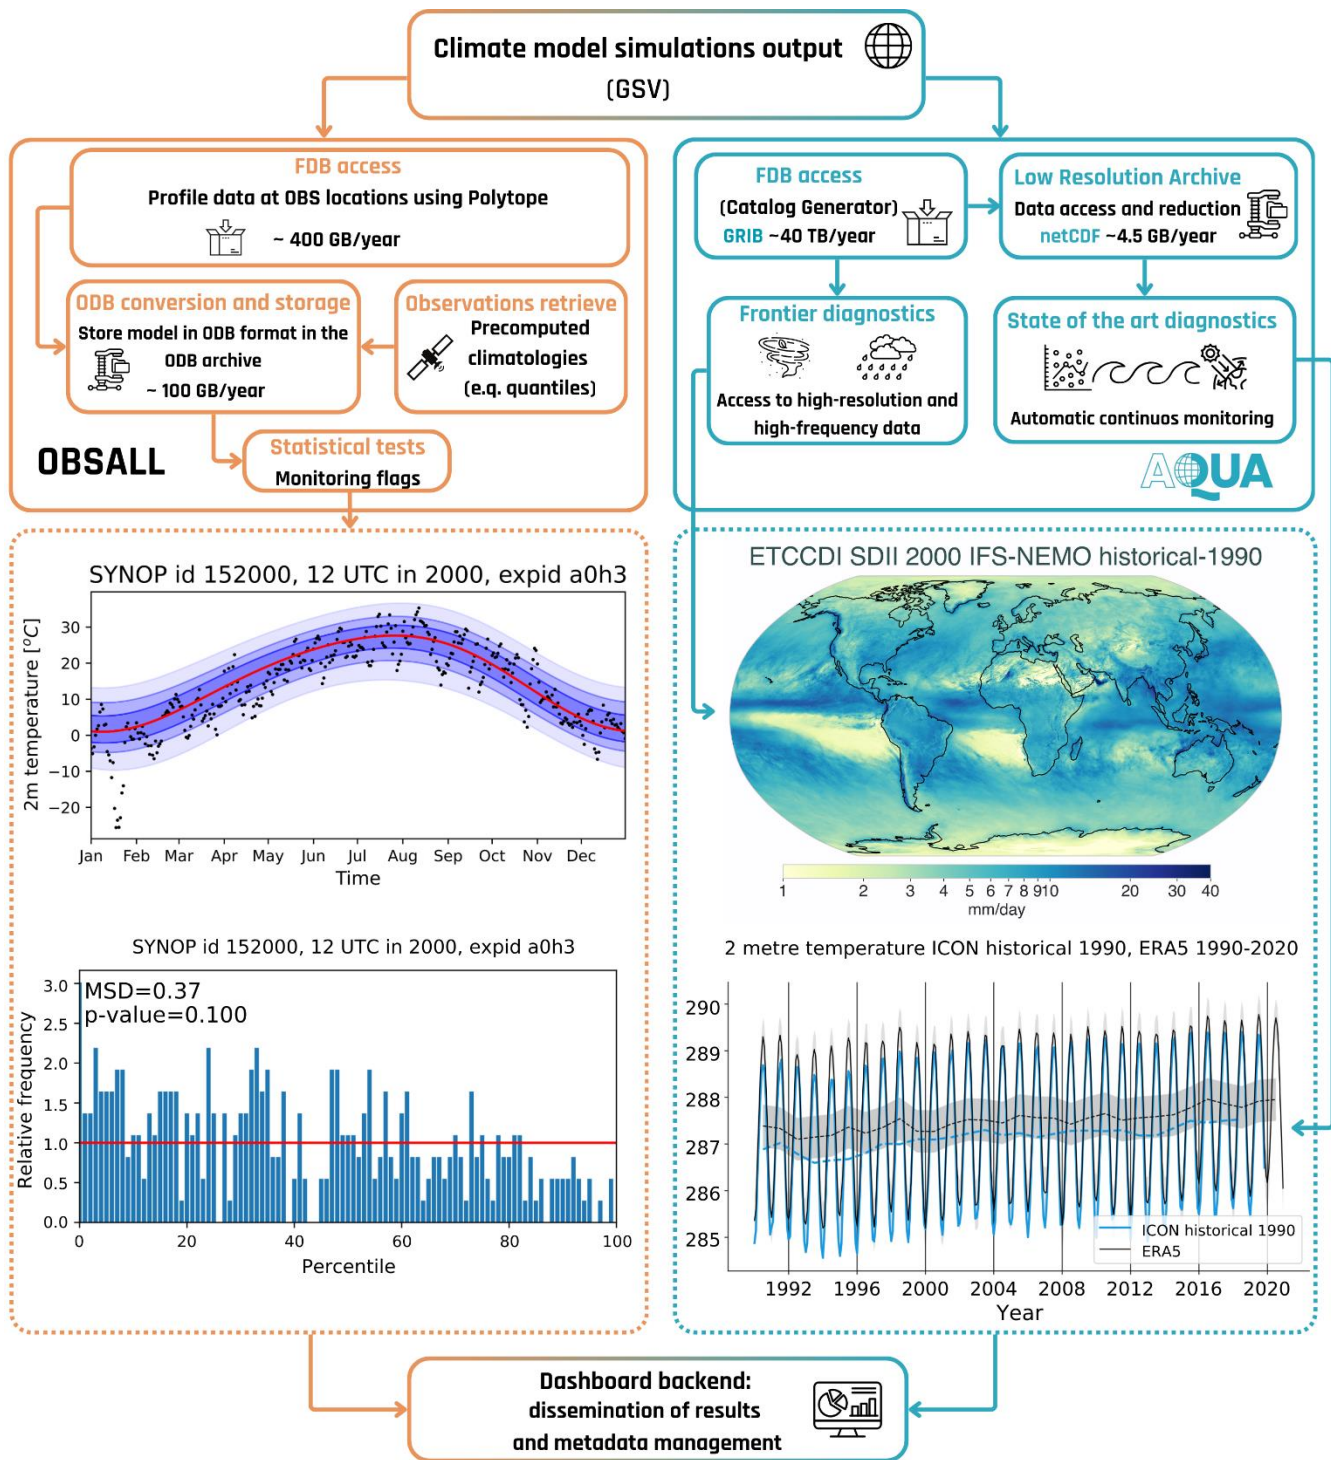 Climate model simulations output
(GSV)
FDB access
Profile data at OBS locations using Polytope
~ 400 GB/year
ODB conversion and storage
Store model in ODB format in the
ODB archive
~ 100 GB/year
Observations retrieve
Precomputed
climatologies
(e.q. quantiles)
Statistical tests
Monitoring flags
OBSALL
FDB access
(Catalog Generator)
GRIB ~40 TB/year
Low Resolution Archive
Data access and reduction
netCDF ~4.5 GB/year
Frontier diagnostics
Access to high-resolution and
high-frequency data
State of the art diagnostics
Automatic continuos monitoring
AQUA
SYNOP id 152000, 12 UTC in 2000, expid a0h3
2m temperature [°C]
30
20
10
0
−10
−20
Jan Feb Mar Apr May Jun Jul Aug Sep Oct Nov Dec
Time
SYNOP id 152000, 12 UTC in 2000, expid a0h3
MSD=0.37
p-value=0.100
Relative frequency
3.0
2.5
2.0
1.5
1.0
0.5
0.0
0 20 40 60 80 100
Percentile
ETCCDI SDII 2000 IFS-NEMO historical-1990
1 2 3 4 5 6 7 8 9 10 20 30 40
mm/day
2 metre temperature ICON historical 1990, ERA5 1990-2020
290
289
288
287
286
285
ICON historical 1990
ERA5
1992 1996 2000 2004 2008 2012 2016 2020
Year
Dashboard backend:
dissemination of results
and metadata management